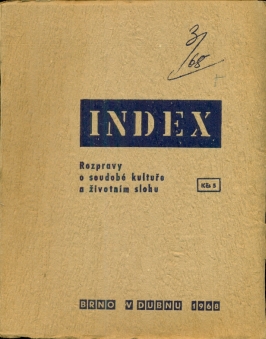 3/68
INDEX
Rozpravy
o soudobé kultuře
a životním slohu
Kčs 5
BRNO V DUBNU 1968